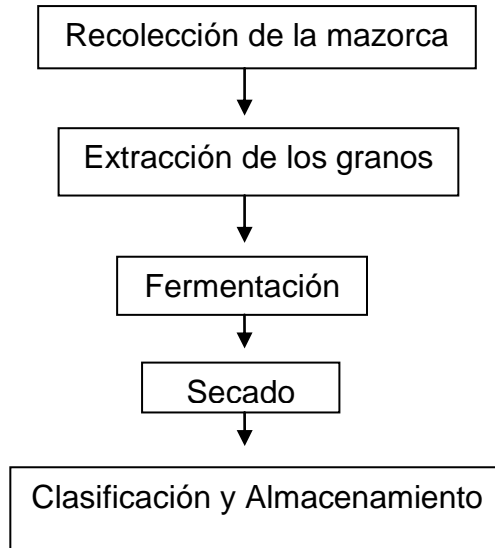 Recolección de la mazorca
Extracción de los granos
Fermentación
Secado
Clasificación y Almacenamiento